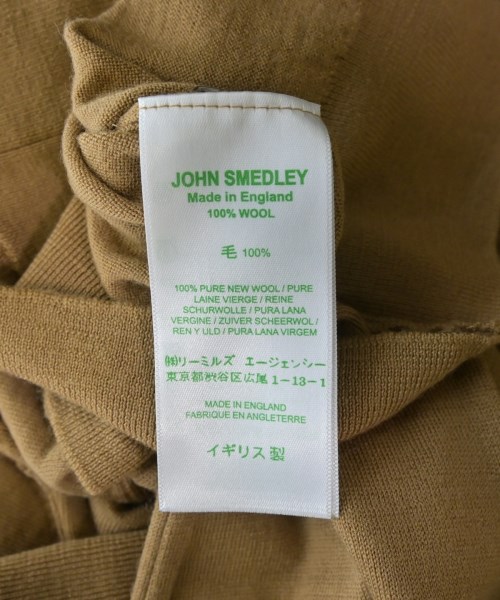 JOHN SMEDLEY
Made in England
100% WOOL
毛 100%
100% PURE NEW WOOL / PURE
LAINE VIERGE / REINE
SCHURWOLLE / PURA LANA
VERGINE / ZUIVER SCHEERWOL /
REN Y ULD / PURA LANA VIRGEM
㈱リーミルズ エージェンシー
東京都渋谷区広尾1-13-1
MADE IN ENGLAND
FABRIQUE EN ANGLETERRE
イギリス製